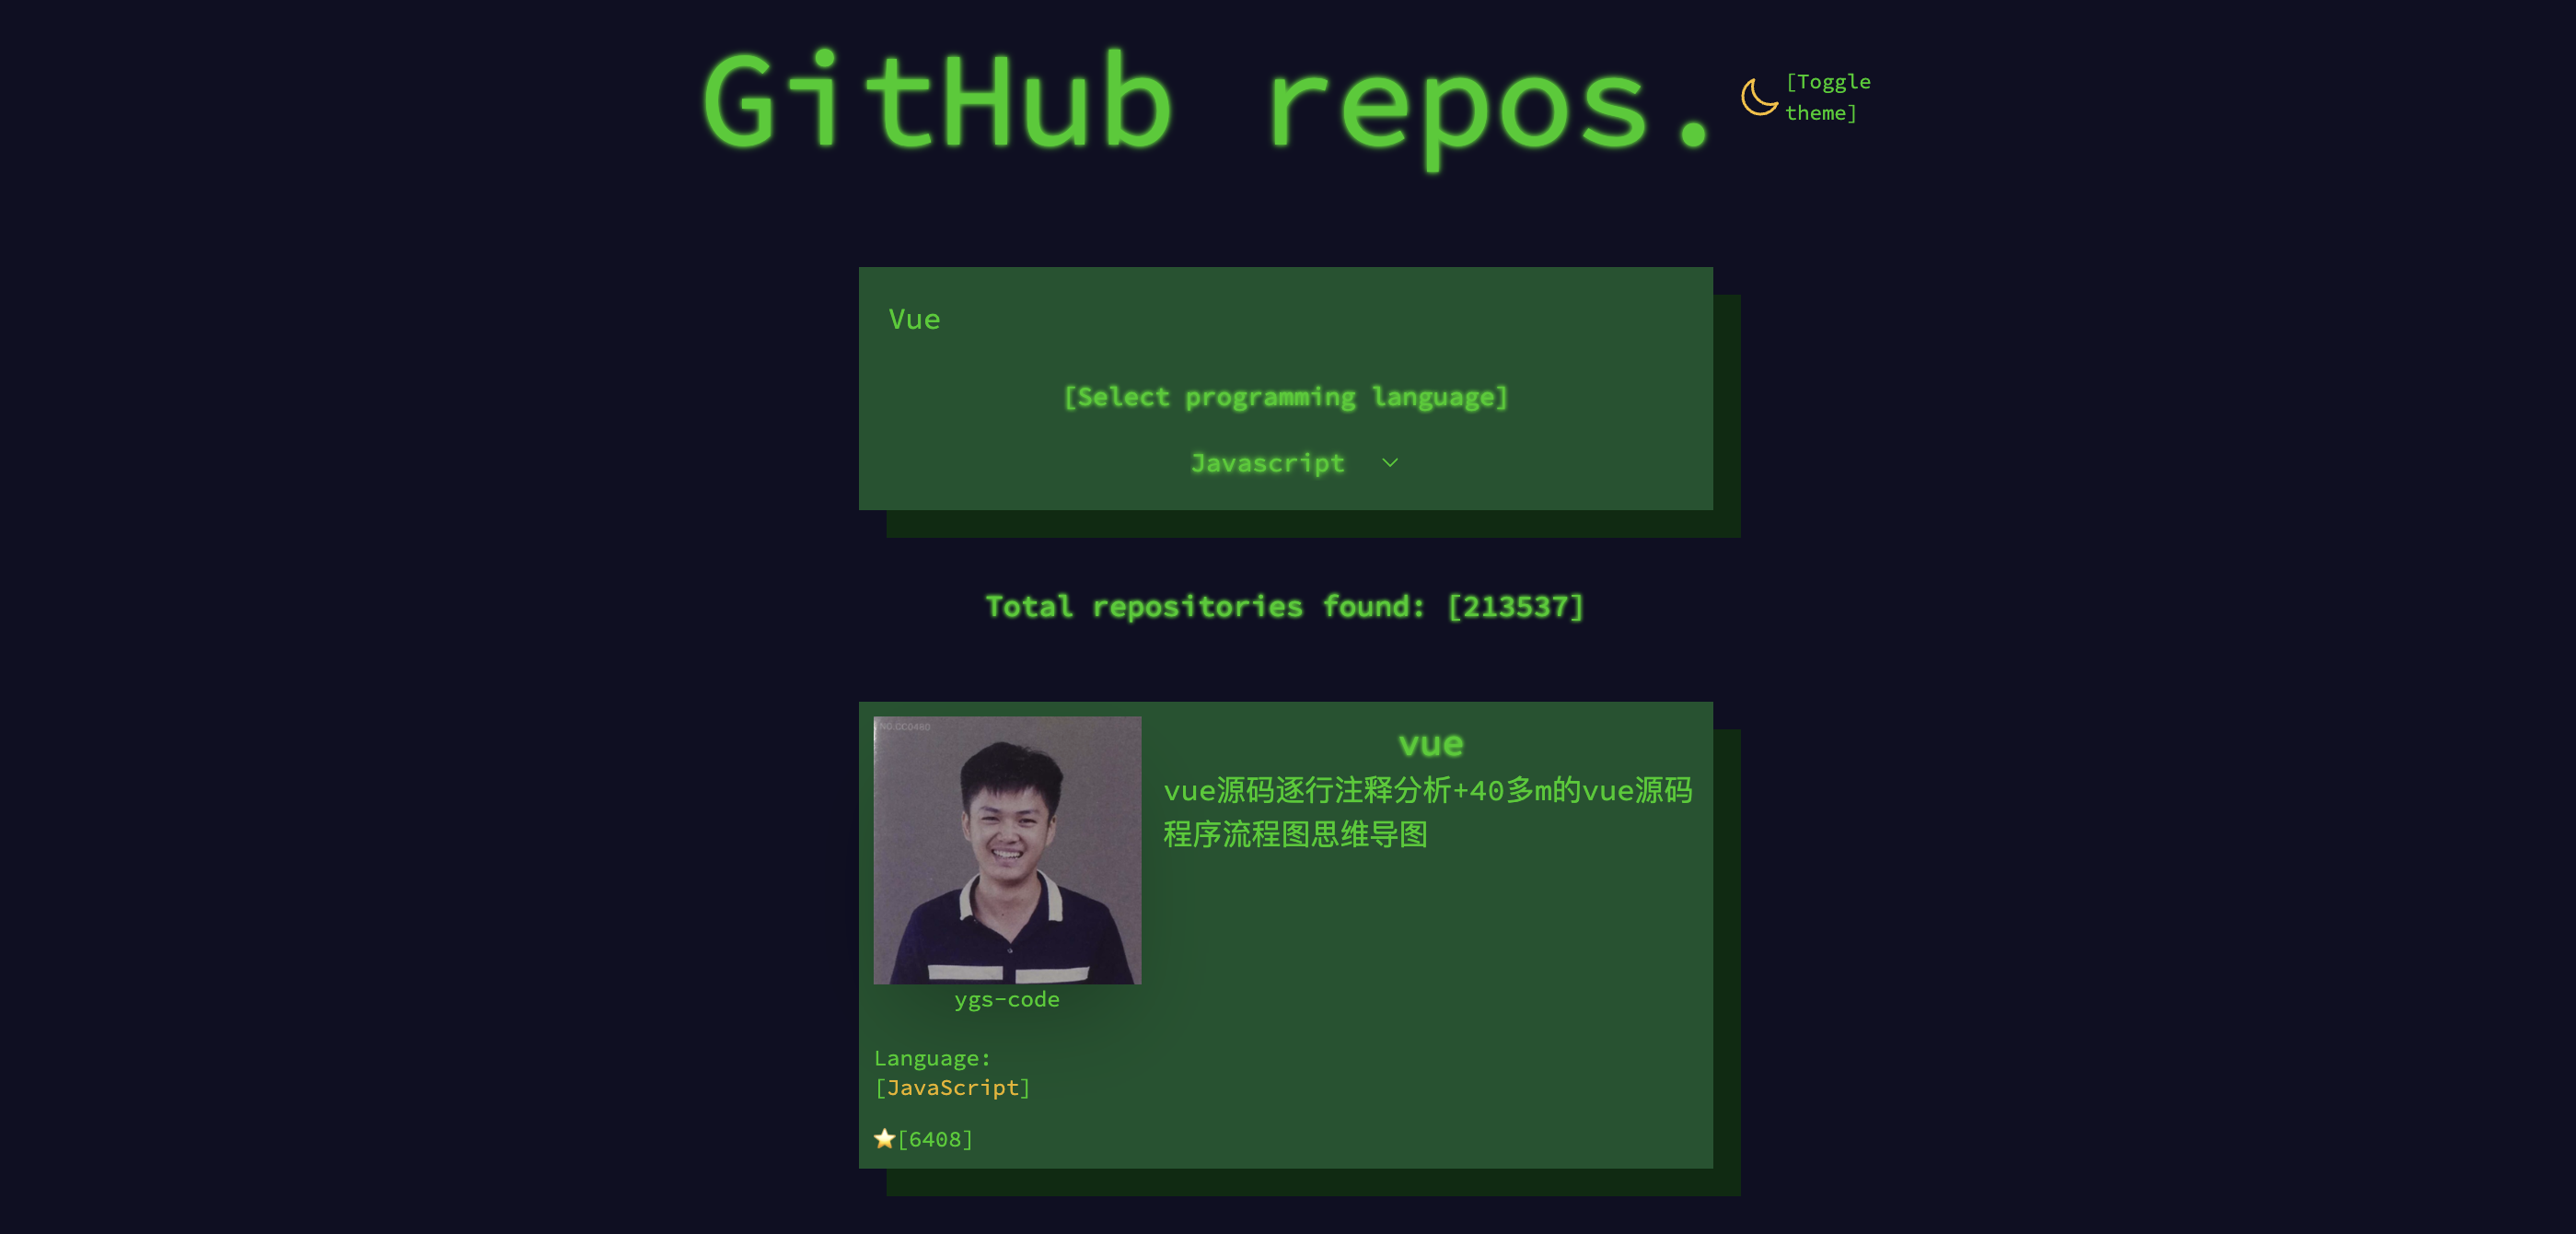 GitHub repos.
[Toggle
theme]
Vue
[Select programming language]
Javascript
Total repositories found: [213537]
NO.CC0480
vue
vue源码逐行注释分析+40多m的vue源码
程序流程图思维导图
ygs-code
Language:
[JavaScript]
[6408]